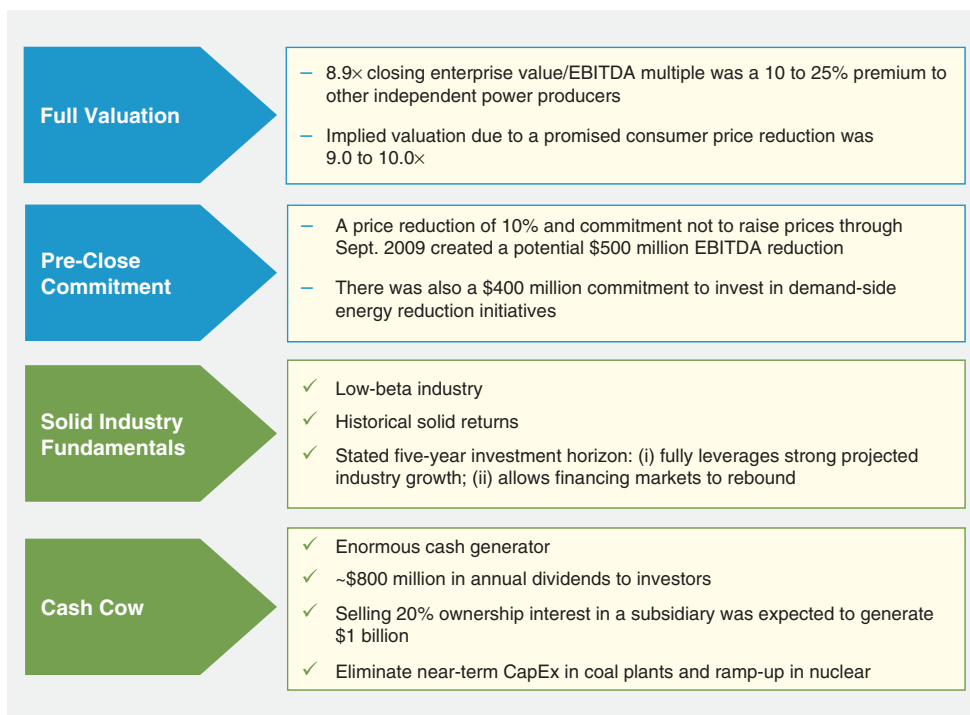 Full Valuation
– 8.9× closing enterprise value/EBITDA multiple was a 10 to 25% premium to
other independent power producers
– Implied valuation due to a promised consumer price reduction was
9.0 to 10.0×
Pre-Close
Commitment
– A price reduction of 10% and commitment not to raise prices through
Sept. 2009 created a potential $500 million EBITDA reduction
– There was also a $400 million commitment to invest in demand-side
energy reduction initiatives
Solid Industry
Fundamentals
✓ Low-beta industry
✓ Historical solid returns
✓ Stated five-year investment horizon: (i) fully leverages strong projected
industry growth; (ii) allows financing markets to rebound
Cash Cow
✓ Enormous cash generator
✓ ~$800 million in annual dividends to investors
✓ Selling 20% ownership interest in a subsidiary was expected to generate
$1 billion
✓ Eliminate near-term CapEx in coal plants and ramp-up in nuclear